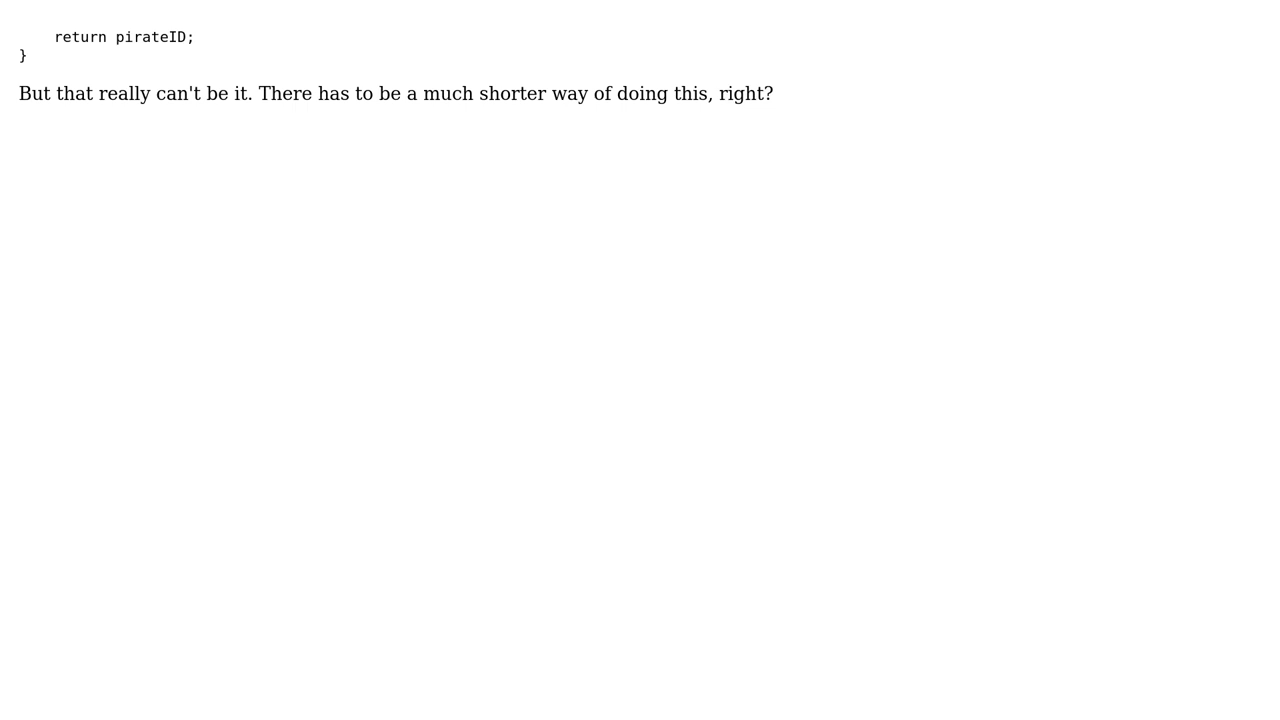 return pirateID;
}
But that really can't be it. There has to be a much shorter way of doing this, right?